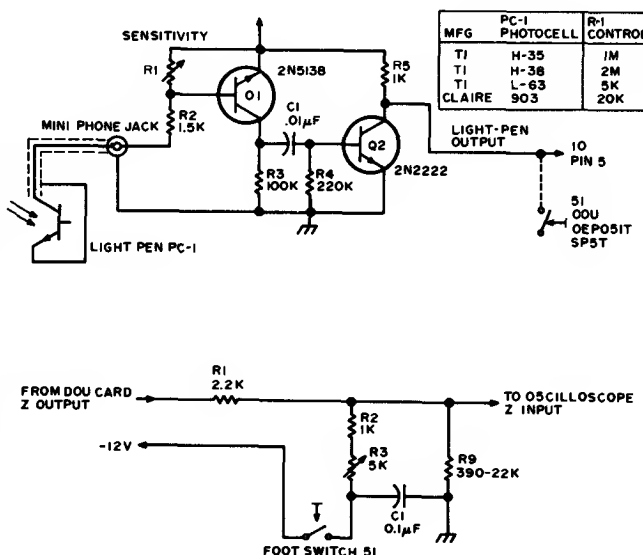 SENSITIVITY
R1
2N5138
Q1
R2
1.5K
MINI PHONE JACK
C1
.01µF
R5
1K
Q2
2N2222
R3
100K
R4
220K
LIGHT PEN PC-1
PC-1 R-1
MFG PHOTOCELL CONTROL
TI H-35 1M
TI H-38 2M
TI L-63 5K
CLAIRE 903 20K
LIGHT-PEN
OUTPUT
10
PIN 5
S1
OOU
OEPOSIT
SPST
R1
2.2K
FROM DOU CARD
Z OUTPUT
TO OSCILLOSCOPE
Z INPUT
R2
1K
-12V
R3
5K
R9
390-22K
C1
0.1µF
FOOT SWITCH S1